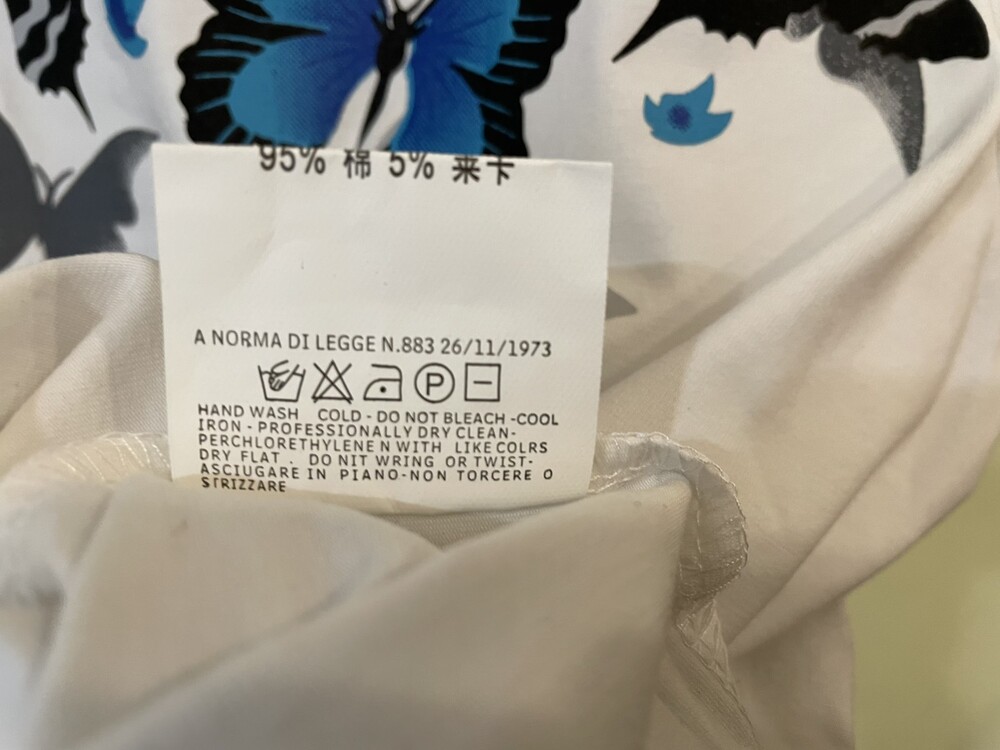 95% 棉 5% 来卡
A NORMA DI LEGGE N.883 26/11/1973
P
HAND WASH COLD - DO NOT BLEACH -COOL
IRON - PROFESSIONALLY DRY CLEAN-
PERCHLORETHYLENE N WITH LIKE COLRS
DRY FLAT . DO NIT WRING OR TWIST-
ASCIUGARE IN PIANO-NON TORCERE O
STRIZZARE